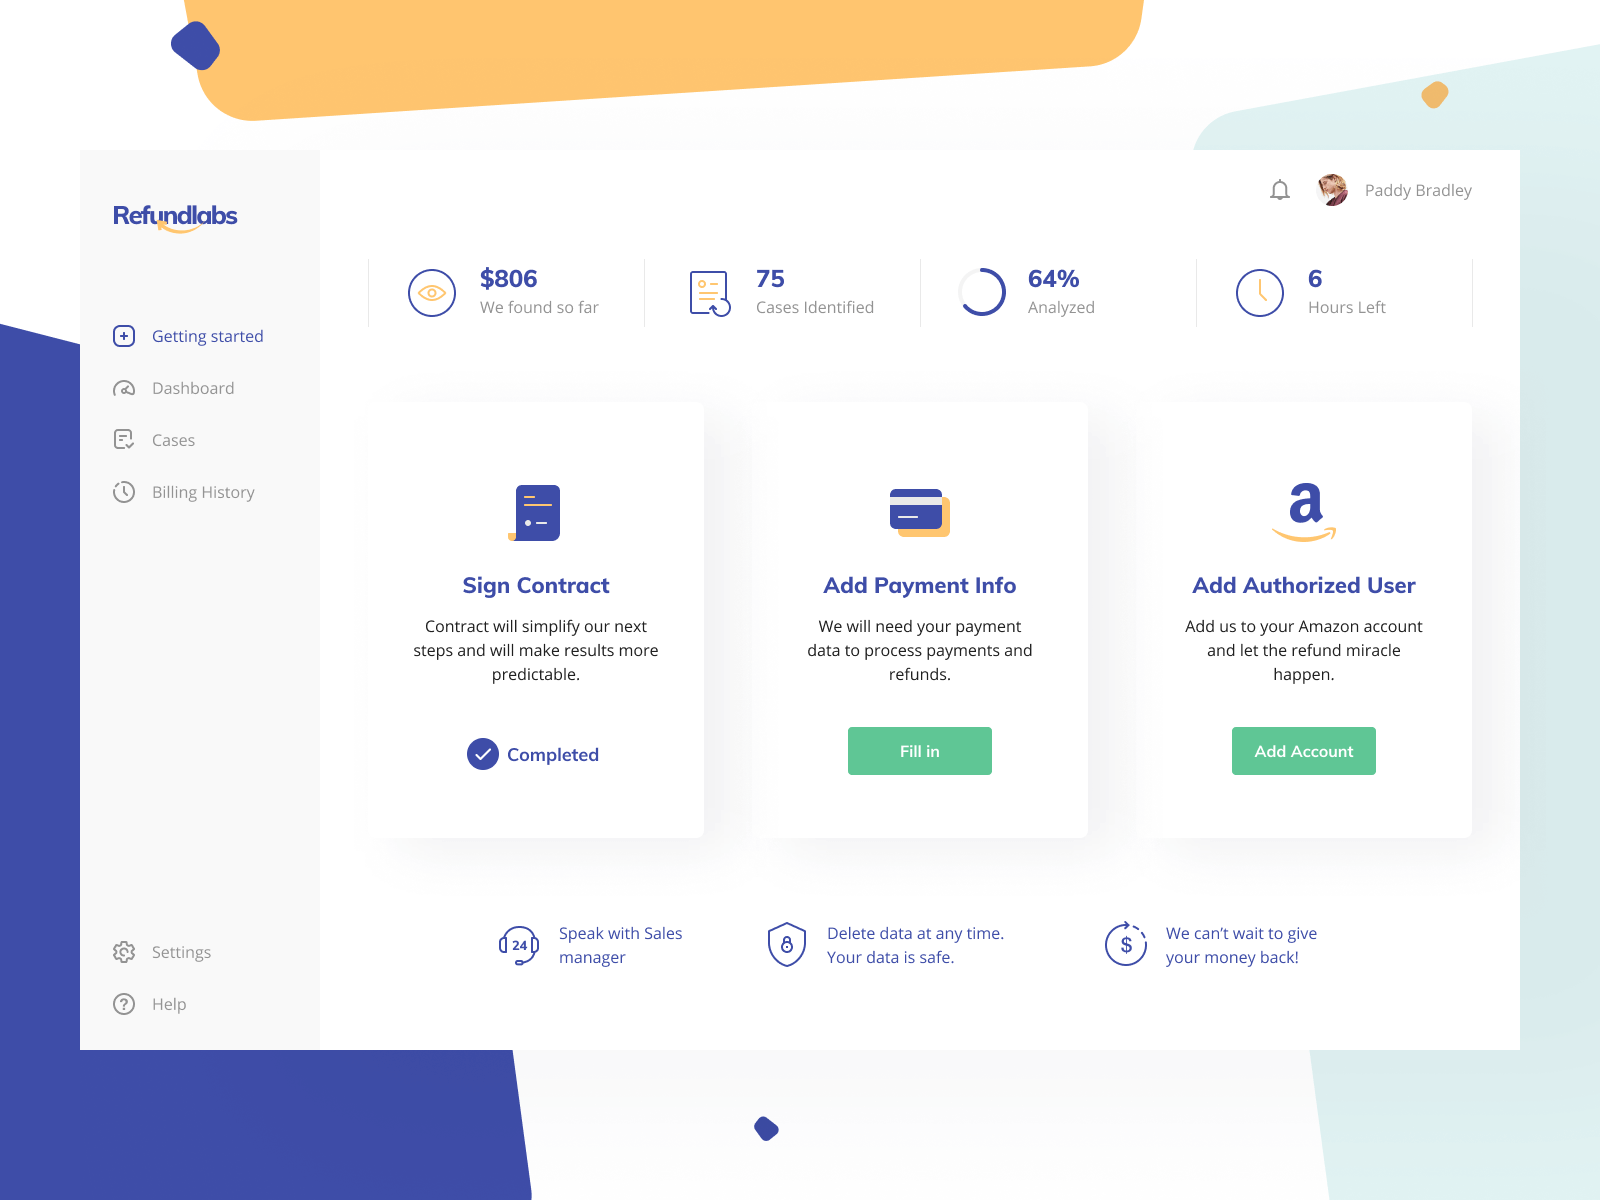 Refundlabs
Paddy Bradley
$806
We found so far
75
Cases Identified
64%
Analyzed
6
Hours Left
Getting started
Dashboard
Cases
Billing History
Settings
Help
Sign Contract
Contract will simplify our next
steps and will make results more
predictable.
Completed
Add Payment Info
We will need your payment
data to process payments and
refunds.
Fill in
a
Add Authorized User
Add us to your Amazon account
and let the refund miracle
happen.
Add Account
24
Speak with Sales
manager
Delete data at any time.
Your data is safe.
$
We can’t wait to give
your money back!